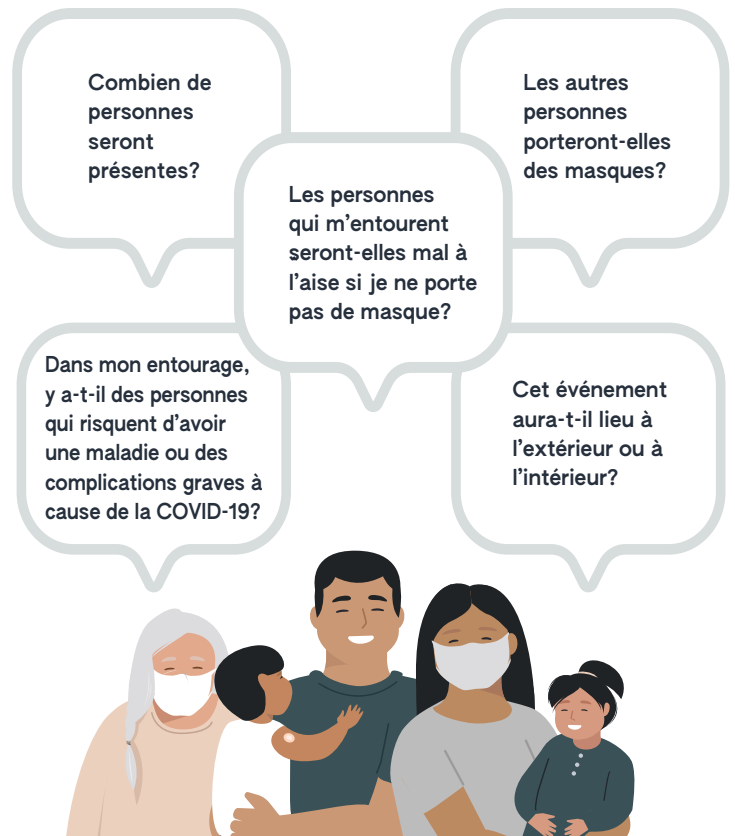 Combien de
personnes
seront
présentes?
Les autres
personnes
porteront-elles
des masques?
Les personnes
qui m’entourent
seront-elles mal à
l’aise si je ne porte
pas de masque?
Dans mon entourage,
y a-t-il des personnes
qui risquent d’avoir
une maladie ou des
complications graves à
cause de la COVID-19?
Cet événement
aura-t-il lieu à
l’extérieur ou à
l’intérieur?